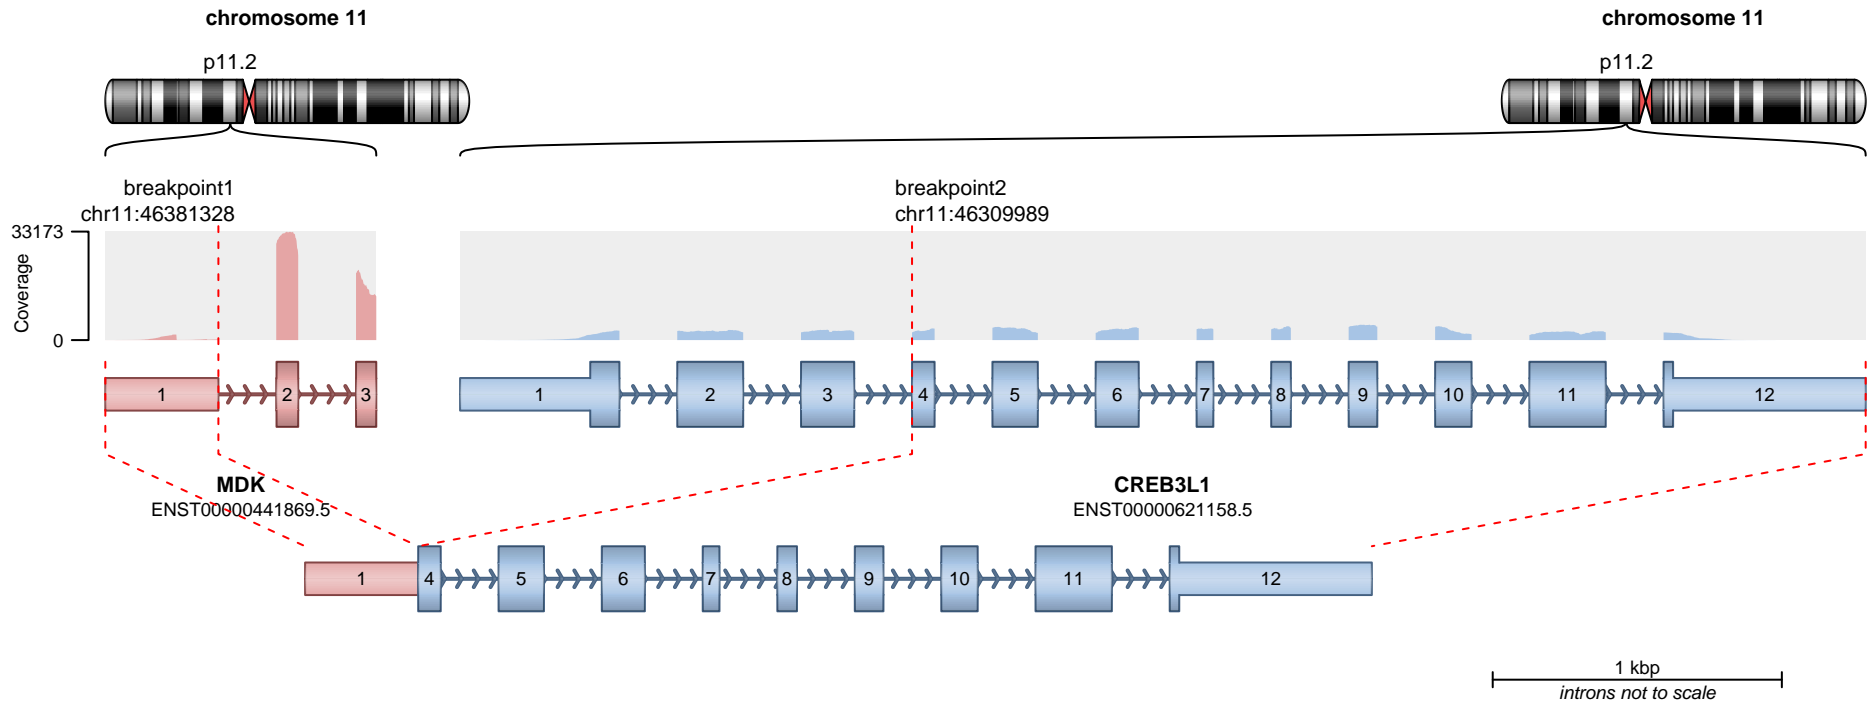 chromosome 11
chromosome 11
p11.2
p11.2
breakpoint1
chr11:46381328
breakpoint2
chr11:46309989
33173
Coverage
0
1 2 3
1 2 3 4 5 6 7 8 9 10 11 12
MDK
ENST00000441869.5
CREB3L1
ENST00000621158.5
1 4 5 6 7 8 9 10 11 12
1 kbp
introns not to scale